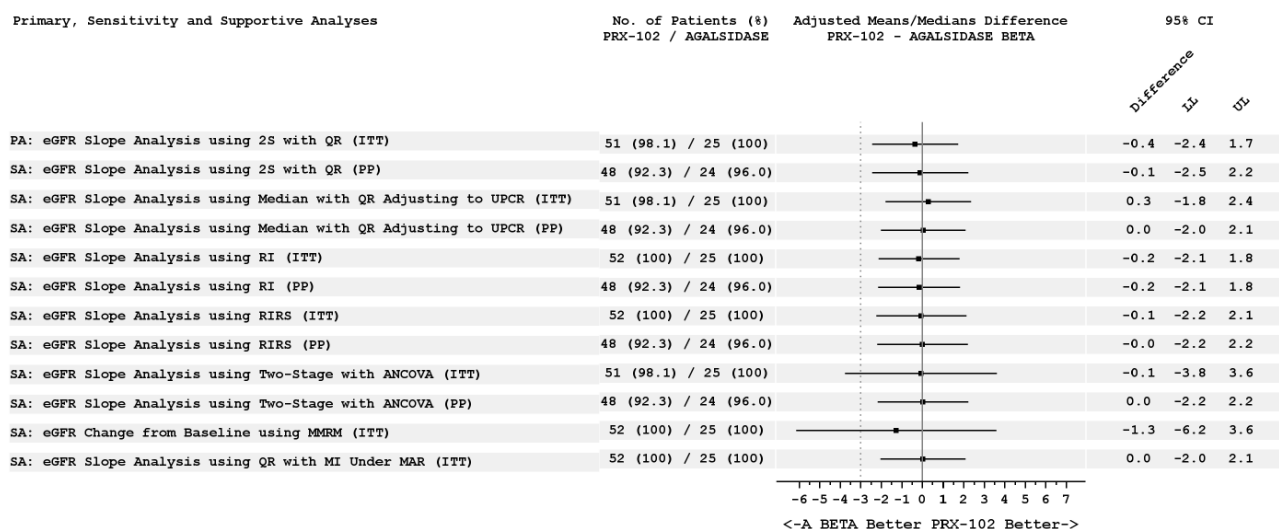 Primary, Sensitivity and Supportive Analyses No. of Patients (%) Adjusted Means/Medians Difference 95% CI
PRX-102 / AGALSIDASE PRX-102 - AGALSIDASE BETA
Difference LL UL
PA: eGFR Slope Analysis using 2S with QR (ITT) 51 (98.1) / 25 (100) -0.4 -2.4 1.7
SA: eGFR Slope Analysis using 2S with QR (PP) 48 (92.3) / 24 (96.0) -0.1 -2.5 2.2
SA: eGFR Slope Analysis using Median with QR Adjusting to UPCR (ITT) 51 (98.1) / 25 (100) 0.3 -1.8 2.4
SA: eGFR Slope Analysis using Median with QR Adjusting to UPCR (PP) 48 (92.3) / 24 (96.0) 0.0 -2.0 2.1
SA: eGFR Slope Analysis using RI (ITT) 52 (100) / 25 (100) -0.2 -2.1 1.8
SA: eGFR Slope Analysis using RI (PP) 48 (92.3) / 24 (96.0) -0.2 -2.1 1.8
SA: eGFR Slope Analysis using RIRS (ITT) 52 (100) / 25 (100) -0.1 -2.2 2.1
SA: eGFR Slope Analysis using RIRS (PP) 48 (92.3) / 24 (96.0) -0.0 -2.2 2.2
SA: eGFR Slope Analysis using Two-Stage with ANCOVA (ITT) 51 (98.1) / 25 (100) -0.1 -3.8 3.6
SA: eGFR Slope Analysis using Two-Stage with ANCOVA (PP) 48 (92.3) / 24 (96.0) 0.0 -2.2 2.2
SA: eGFR Change from Baseline using MMRM (ITT) 52 (100) / 25 (100) -1.3 -6.2 3.6
SA: eGFR Slope Analysis using QR with MI Under MAR (ITT) 52 (100) / 25 (100) 0.0 -2.0 2.1
-6 -5 -4 -3 -2 -1 0 1 2 3 4 5 6 7
<-A BETA Better PRX-102 Better->